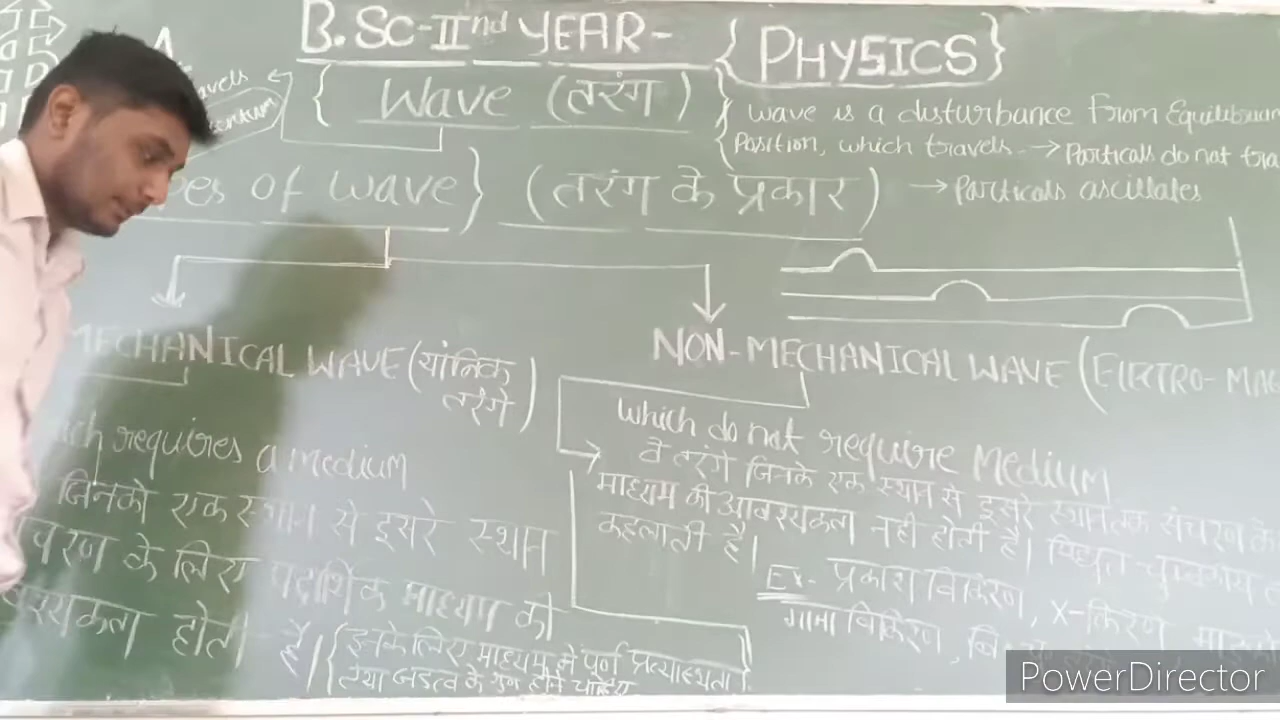 B. SC-IInd YEAR- { PHYSICS}
{ Wave (तरंग) }
wave is a disturbance From Equilibrium
Position, which travels → Particals do not
→ Particals ascillates
of wave} (तरंग के प्रकार)
MECHANICAL WAVE (यांत्रिक
तरंगे)
NON-MECHANICAL WAVE (
requires a medium
जिनको एक स्थान से दूसरे स्थान
के लिए माध्यम की
होती है|
{इनके लिए माध्यम में पूर्ण प्रत्यास्थता
तथा जड़त्व के गुण होने चाहिए}
which do not require Medium
वे तरंगे जिनके एक स्थान से दूसरे स्थान तक संचरण
माध्यम की आवश्यकता नही होती है|
कहलाती है|
Ex- प्रकाश विकिरण, X-किरण
गामा विकिरण,
PowerDirector